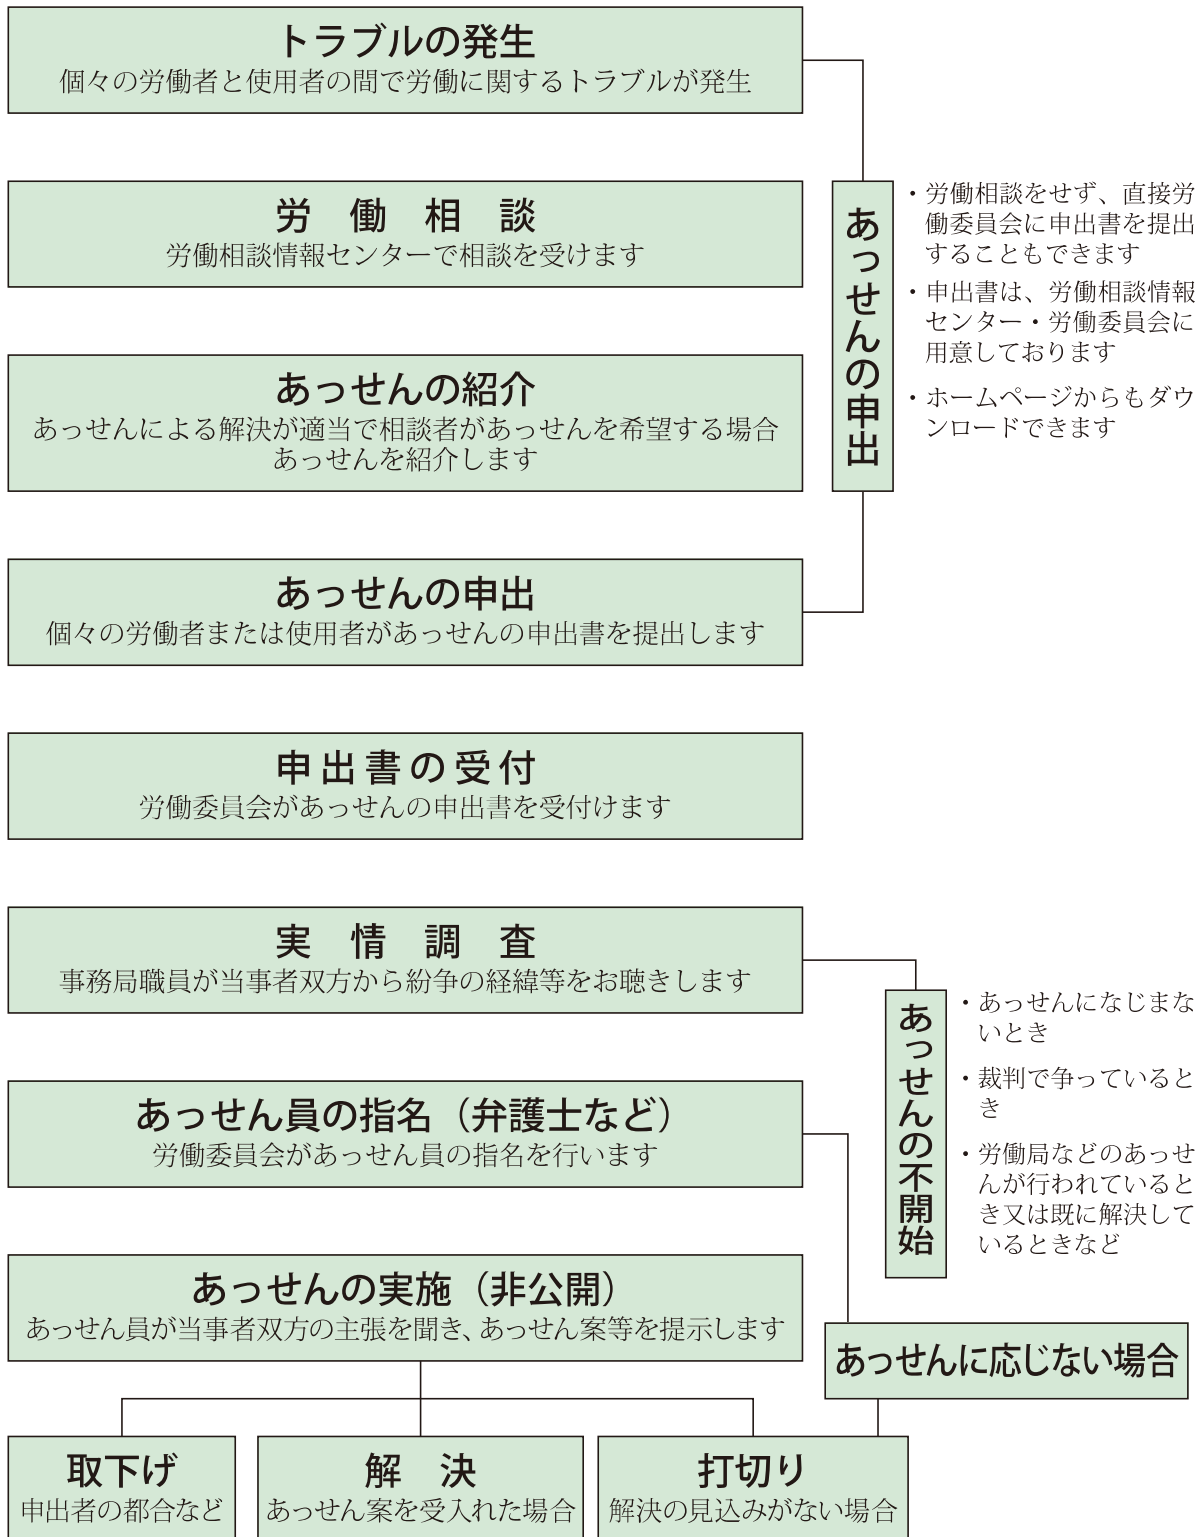 トラブルの発生
個々の労働者と使用者の間で労働に関するトラブルが発生
労　働　相　談
労働相談情報センターで相談を受けます
あっせんの紹介
あっせんによる解決が適当で相談者があっせんを希望する場合
あっせんを紹介します
あっせんの申出
・労働相談をせず、直接労
働委員会に申出書を提出
することもできます
・申出書は、労働相談情報
センター・労働委員会に
用意しております
・ホームページからもダウ
ンロードできます
あっせんの申出
個々の労働者または使用者があっせんの申出書を提出します
申出書の受付
労働委員会があっせんの申出書を受付けます
実　情　調　査
事務局職員が当事者双方から紛争の経緯等をお聴きします
あっせんの不開始
・あっせんになじまな
いとき
・裁判で争っていると
き
・労働局などのあっせ
んが行われていると
き又は既に解決して
いるときなど
あっせん員の指名（弁護士など）
労働委員会があっせん員の指名を行います
あっせんの実施（非公開）
あっせん員が当事者双方の主張を聞き、あっせん案等を提示します
あっせんに応じない場合
取下げ
申出者の都合など
解　決
あっせん案を受入れた場合
打切り
解決の見込みがない場合